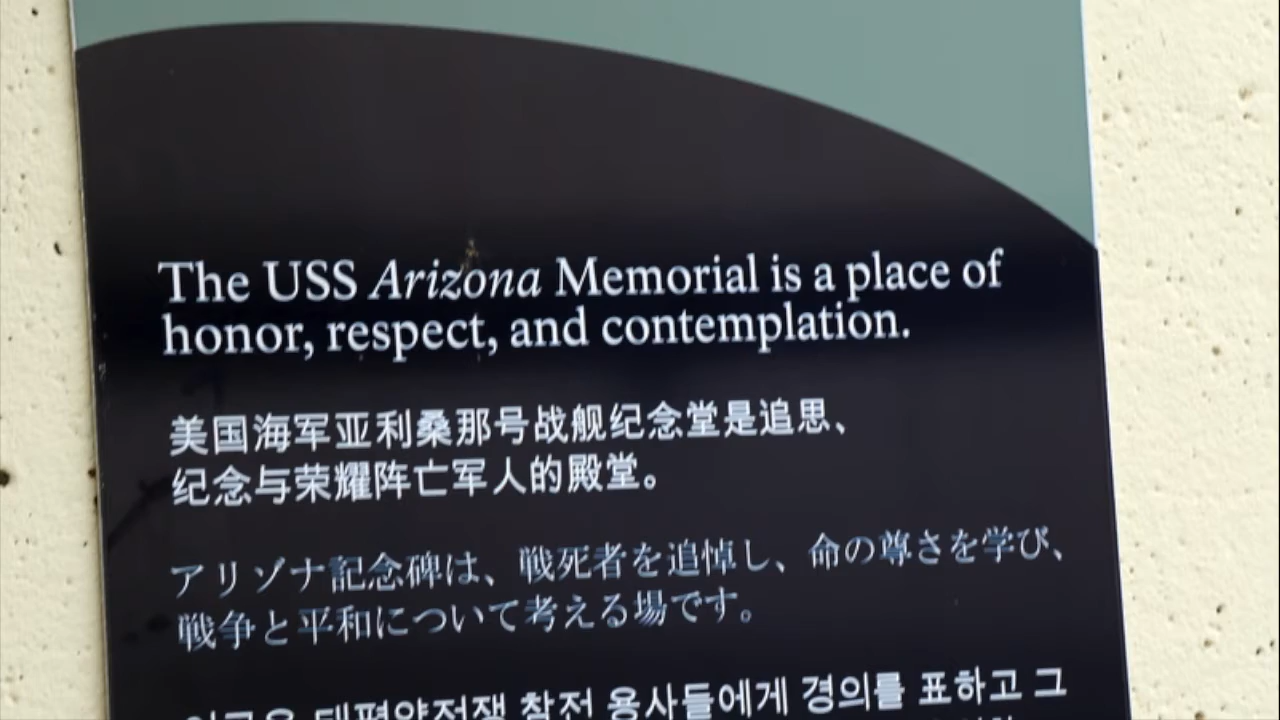 The USS Arizona Memorial is a place of
honor, respect, and contemplation.
美国海军亚利桑那号战舰纪念堂是追思、
纪念与荣耀阵亡军人的殿堂。
アリゾナ記念碑は、戦死者を追悼し、命の尊さを学び、
戦争と平和について考える場です。
태평양전쟁 참전 용사들에게 경의를 표하고 그